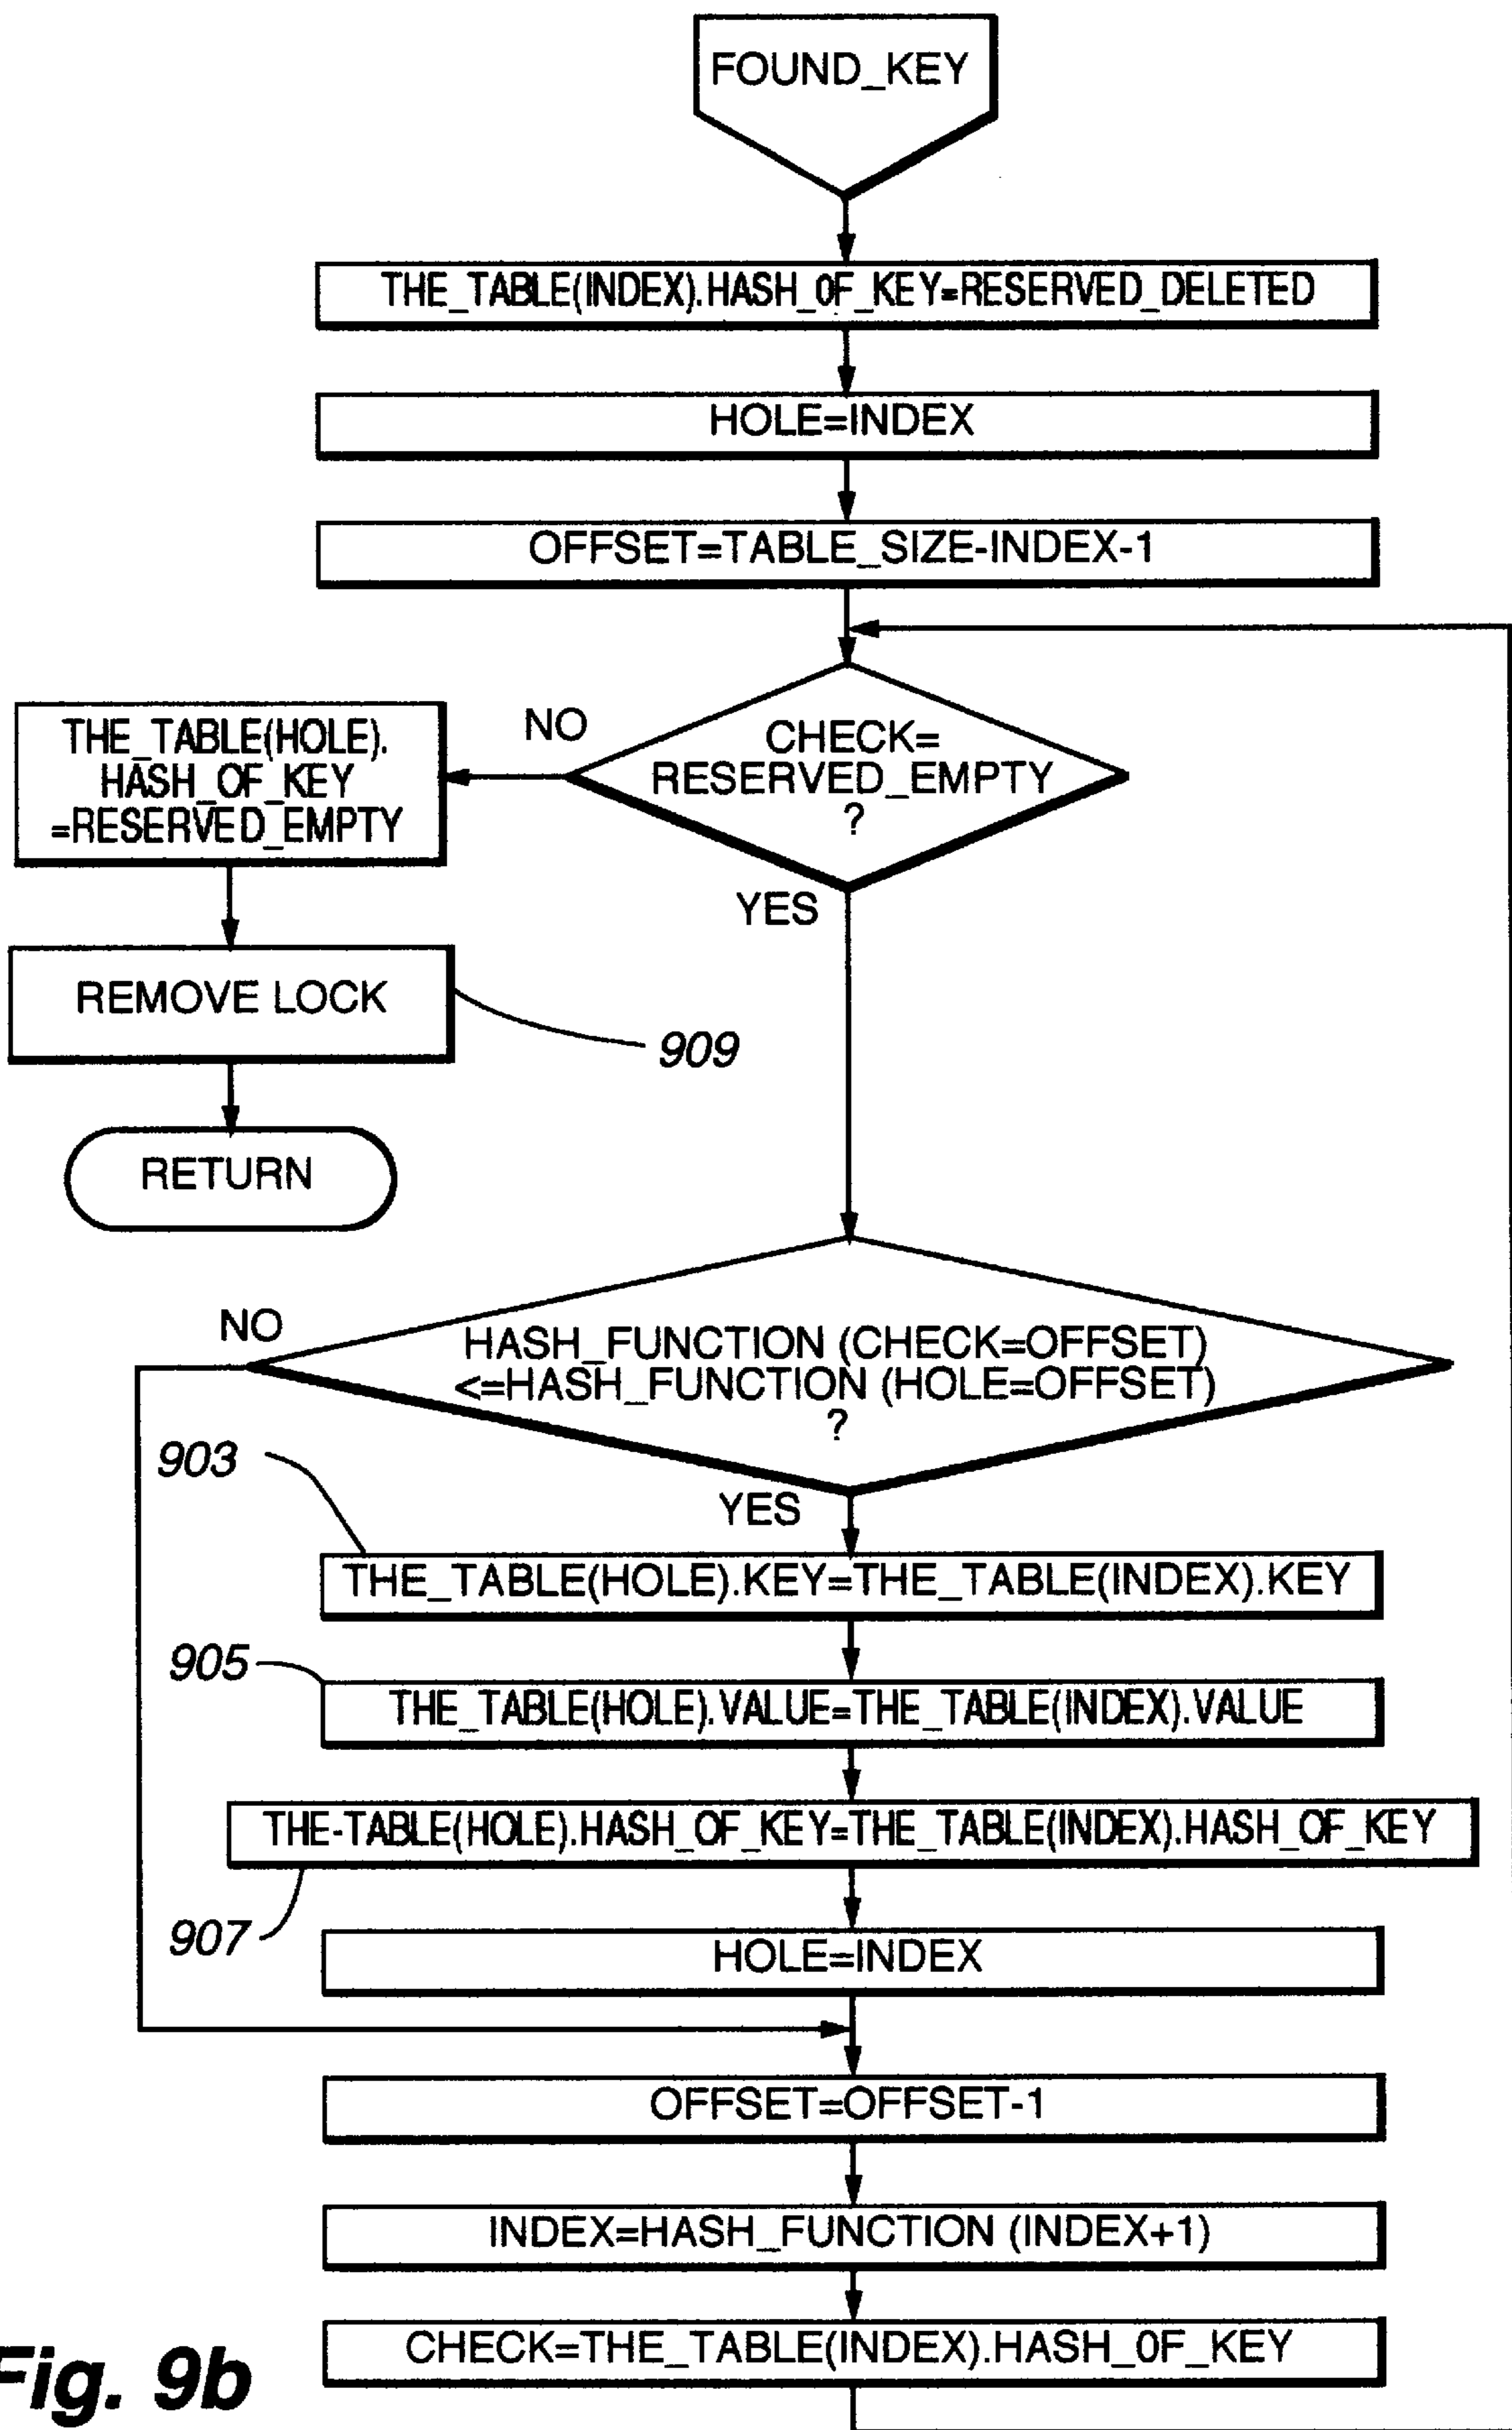 FOUND_KEY
THE_TABLE(INDEX).HASH_OF_KEY=RESERVED_DELETED
HOLE=INDEX
OFFSET=TABLE_SIZE-INDEX-1
NO
CHECK=
RESERVED_EMPTY
?
YES
THE_TABLE(HOLE).
HASH_OF_KEY
=RESERVED_EMPTY
REMOVE LOCK
909
RETURN
NO
HASH_FUNCTION (CHECK=OFFSET)
<=HASH_FUNCTION (HOLE=OFFSET)
?
YES
903
THE_TABLE(HOLE).KEY=THE_TABLE(INDEX).KEY
905
THE_TABLE(HOLE).VALUE=THE_TABLE(INDEX).VALUE
THE-TABLE(HOLE).HASH_OF_KEY=THE_TABLE(INDEX).HASH_OF_KEY
907
HOLE=INDEX
OFFSET=OFFSET-1
INDEX=HASH_FUNCTION (INDEX+1)
CHECK=THE_TABLE(INDEX).HASH_OF_KEY
Fig. 9b